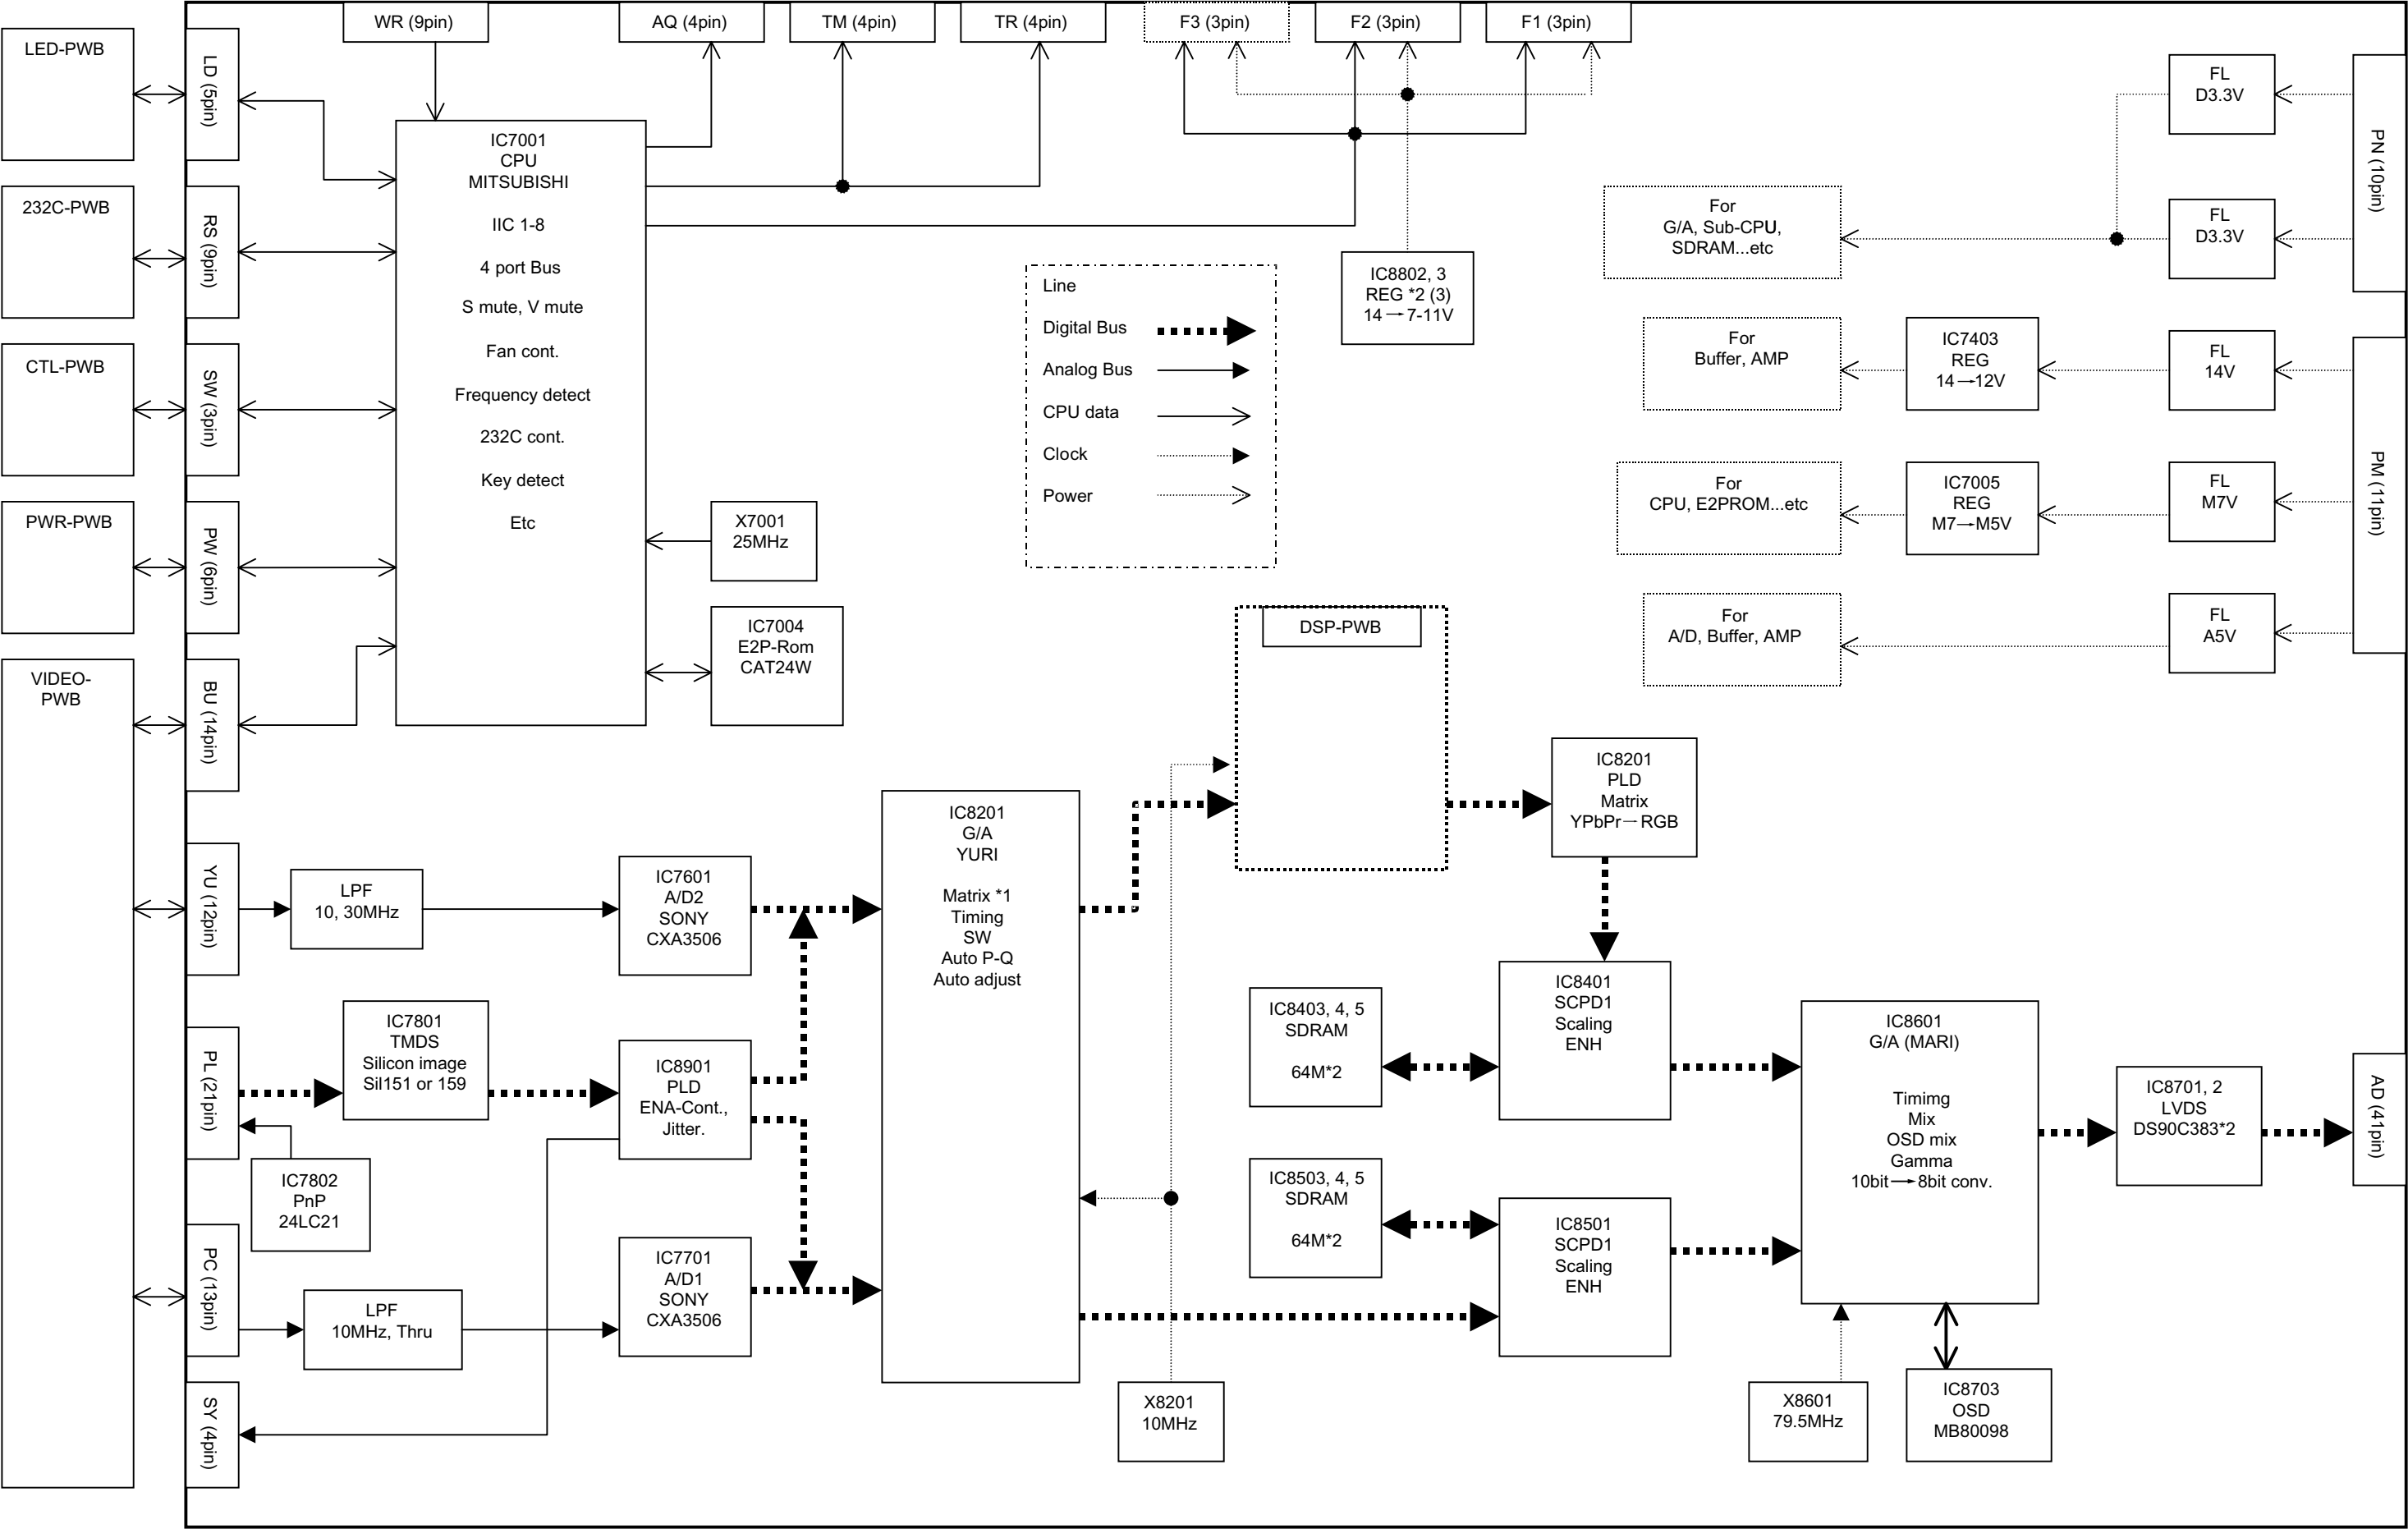 WR (9pin)
AQ (4pin)
TM (4pin)
TR (4pin)
F3 (3pin)
F2 (3pin)
F1 (3pin)
LED-PWB
232C-PWB
CTL-PWB
PWR-PWB
VIDEO-
PWB
LD (5pin)
RS (9pin)
SW (3pin)
PW (6pin)
BU (14pin)
YU (12pin)
PL (21pin)
PC (13pin)
SY (4pin)
IC7001
CPU
MITSUBISHI
IIC 1-8
4 port Bus
S mute, V mute
Fan cont.
Frequency detect
232C cont.
Key detect
Etc
X7001
25MHz
IC7004
E2P-Rom
CAT24W
Line
Digital Bus
Analog Bus
CPU data
Clock
Power
IC8802, 3
REG *2 (3)
14→7-11V
FL
D3.3V
FL
D3.3V
PN (10pin)
For
G/A, Sub-CPU,
SDRAM...etc
For
Buffer, AMP
IC7403
REG
14→12V
FL
14V
For
CPU, E2PROM...etc
IC7005
REG
M7→M5V
FL
M7V
For
A/D, Buffer, AMP
FL
A5V
PM (11pin)
DSP-PWB
IC8201
PLD
Matrix
YPbPr→RGB
LPF
10, 30MHz
IC7601
A/D2
SONY
CXA3506
IC8201
G/A
YURI
Matrix *1
Timing
SW
Auto P-Q
Auto adjust
IC7801
TMDS
Silicon image
Sil151 or 159
IC8901
PLD
ENA-Cont.,
Jitter.
IC7802
PnP
24LC21
LPF
10MHz, Thru
IC7701
A/D1
SONY
CXA3506
X8201
10MHz
IC8403, 4, 5
SDRAM
64M*2
IC8401
SCPD1
Scaling
ENH
IC8503, 4, 5
SDRAM
64M*2
IC8501
SCPD1
Scaling
ENH
IC8601
G/A (MARI)
Timimg
Mix
OSD mix
Gamma
10bit→8bit conv.
IC8701, 2
LVDS
DS90C383*2
AD (41pin)
X8601
79.5MHz
IC8703
OSD
MB80098